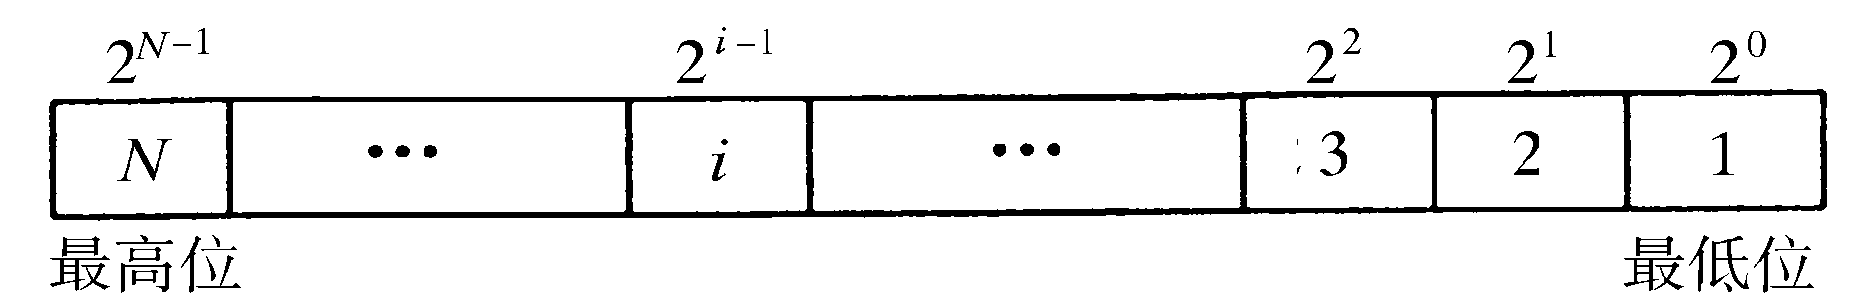 2^{N-1} 2^{i-1} 2^2 2^1 2^0
N ··· i ··· 3 2 1
最高位 最低位